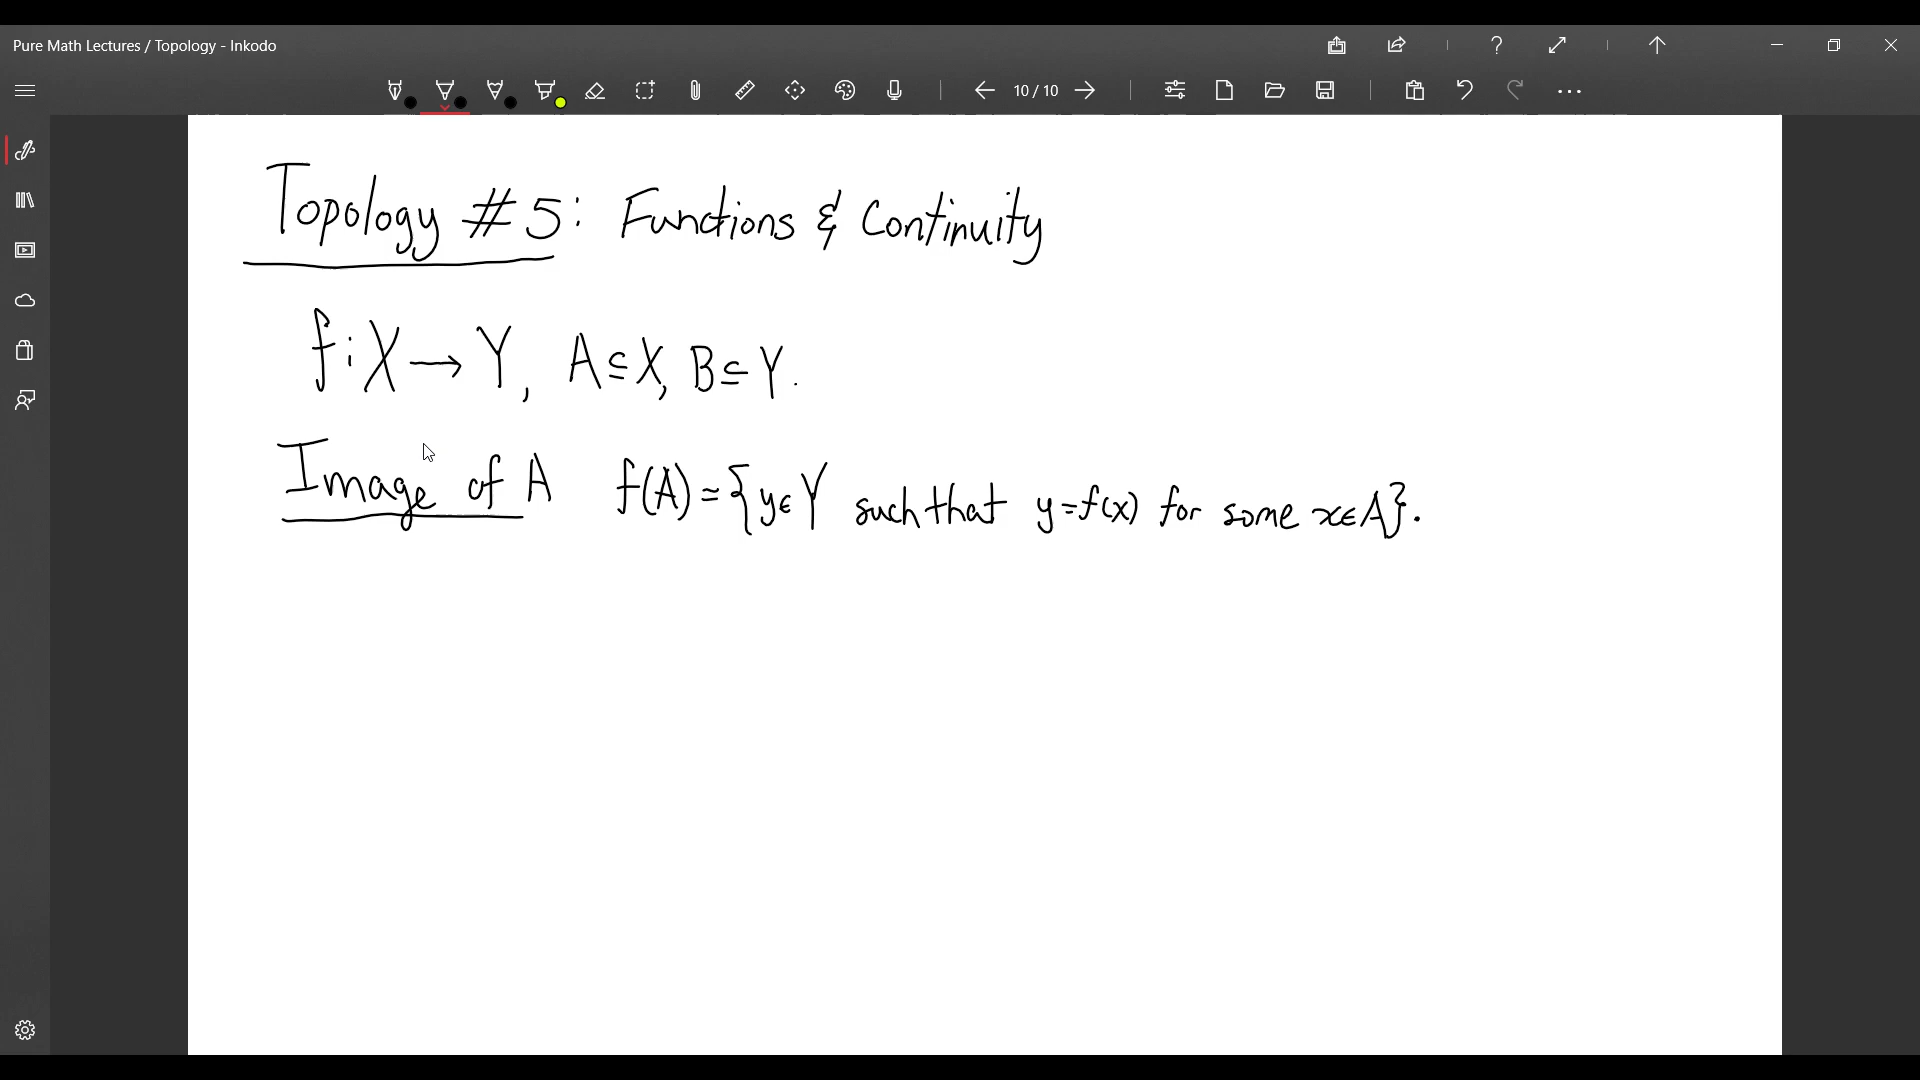 Pure Math Lectures / Topology - Inkodo
10 / 10
Topology #5: Functions & Continuity
f: X → Y, A ⊆ X, B ⊆ Y.
Image of A f(A) = {y ∈ Y such that y = f(x) for some x ∈ A}.